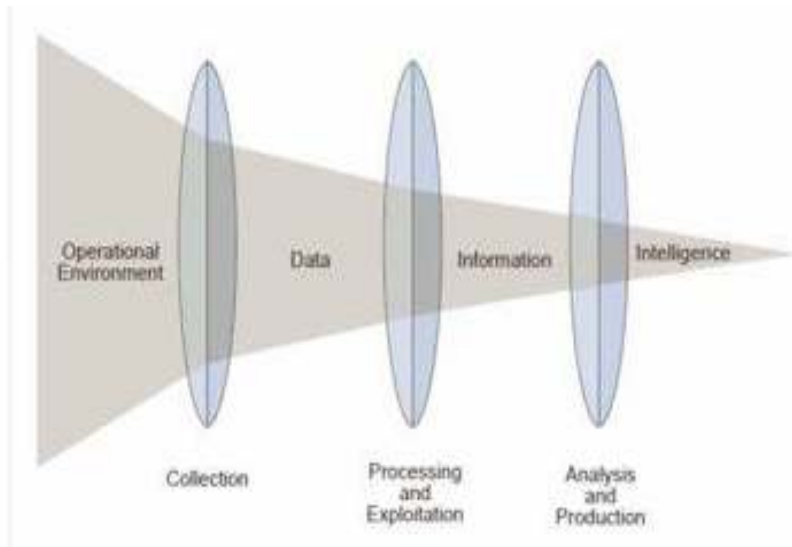 Operational
Environment
Data
Information
Intelligence
Collection
Processing
and
Exploitation
Analysis
and
Production